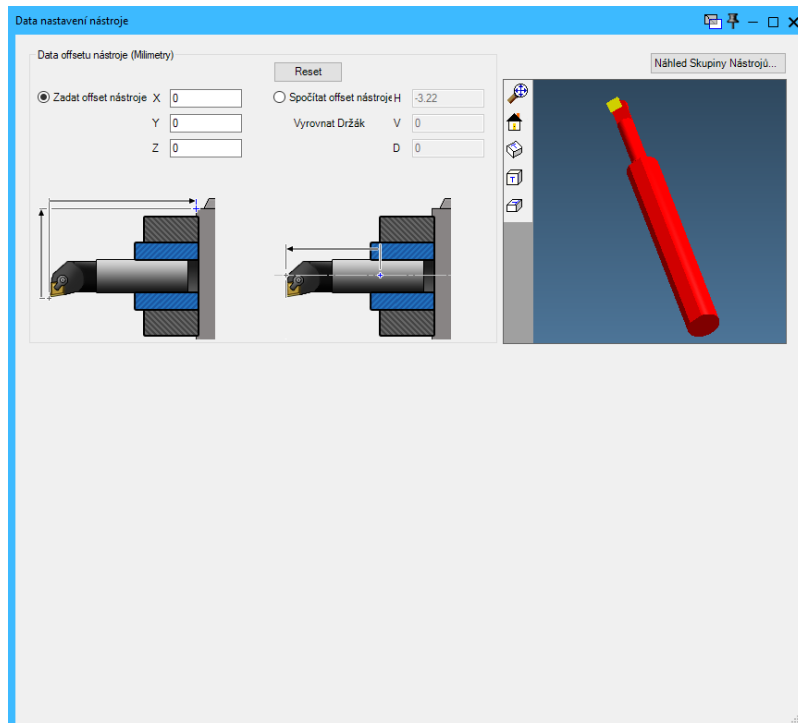 Data nastavení nástroje
Data offsetu nástroje (Milimetry)
Reset
Náhled Skupiny Nástrojů...
Zadat offset nástroje X 0
Spočítat offset nástroje H -3.22
Y 0
Vyrovnat Držák V 0
Z 0
D 0
T